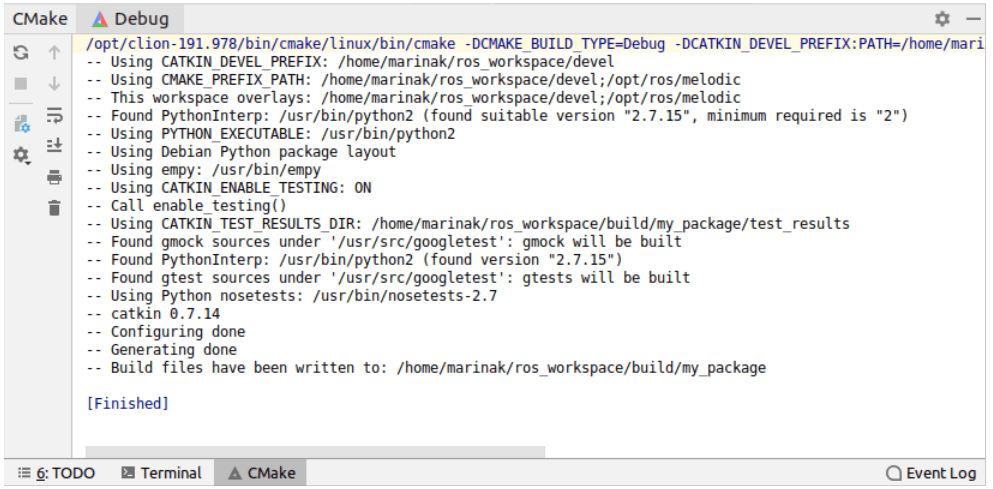 CMake Debug
/opt/clion-191.978/bin/cmake/linux/bin/cmake -DCMAKE_BUILD_TYPE=Debug -DCATKIN_DEVEL_PREFIX:PATH=/home/mari
-- Using CATKIN_DEVEL_PREFIX: /home/marinak/ros_workspace/devel
-- Using CMAKE_PREFIX_PATH: /home/marinak/ros_workspace/devel;/opt/ros/melodic
-- This workspace overlays: /home/marinak/ros_workspace/devel;/opt/ros/melodic
-- Found PythonInterp: /usr/bin/python2 (found suitable version "2.7.15", minimum required is "2")
-- Using PYTHON_EXECUTABLE: /usr/bin/python2
-- Using Debian Python package layout
-- Using empy: /usr/bin/empy
-- Using CATKIN_ENABLE_TESTING: ON
-- Call enable_testing()
-- Using CATKIN_TEST_RESULTS_DIR: /home/marinak/ros_workspace/build/my_package/test_results
-- Found gmock sources under '/usr/src/googletest': gmock will be built
-- Found PythonInterp: /usr/bin/python2 (found version "2.7.15")
-- Found gtest sources under '/usr/src/googletest': gtests will be built
-- Using Python nosetests: /usr/bin/nosetests-2.7
-- catkin 0.7.14
-- Configuring done
-- Generating done
-- Build files have been written to: /home/marinak/ros_workspace/build/my_package
[Finished]
6: TODO Terminal CMake Event Log